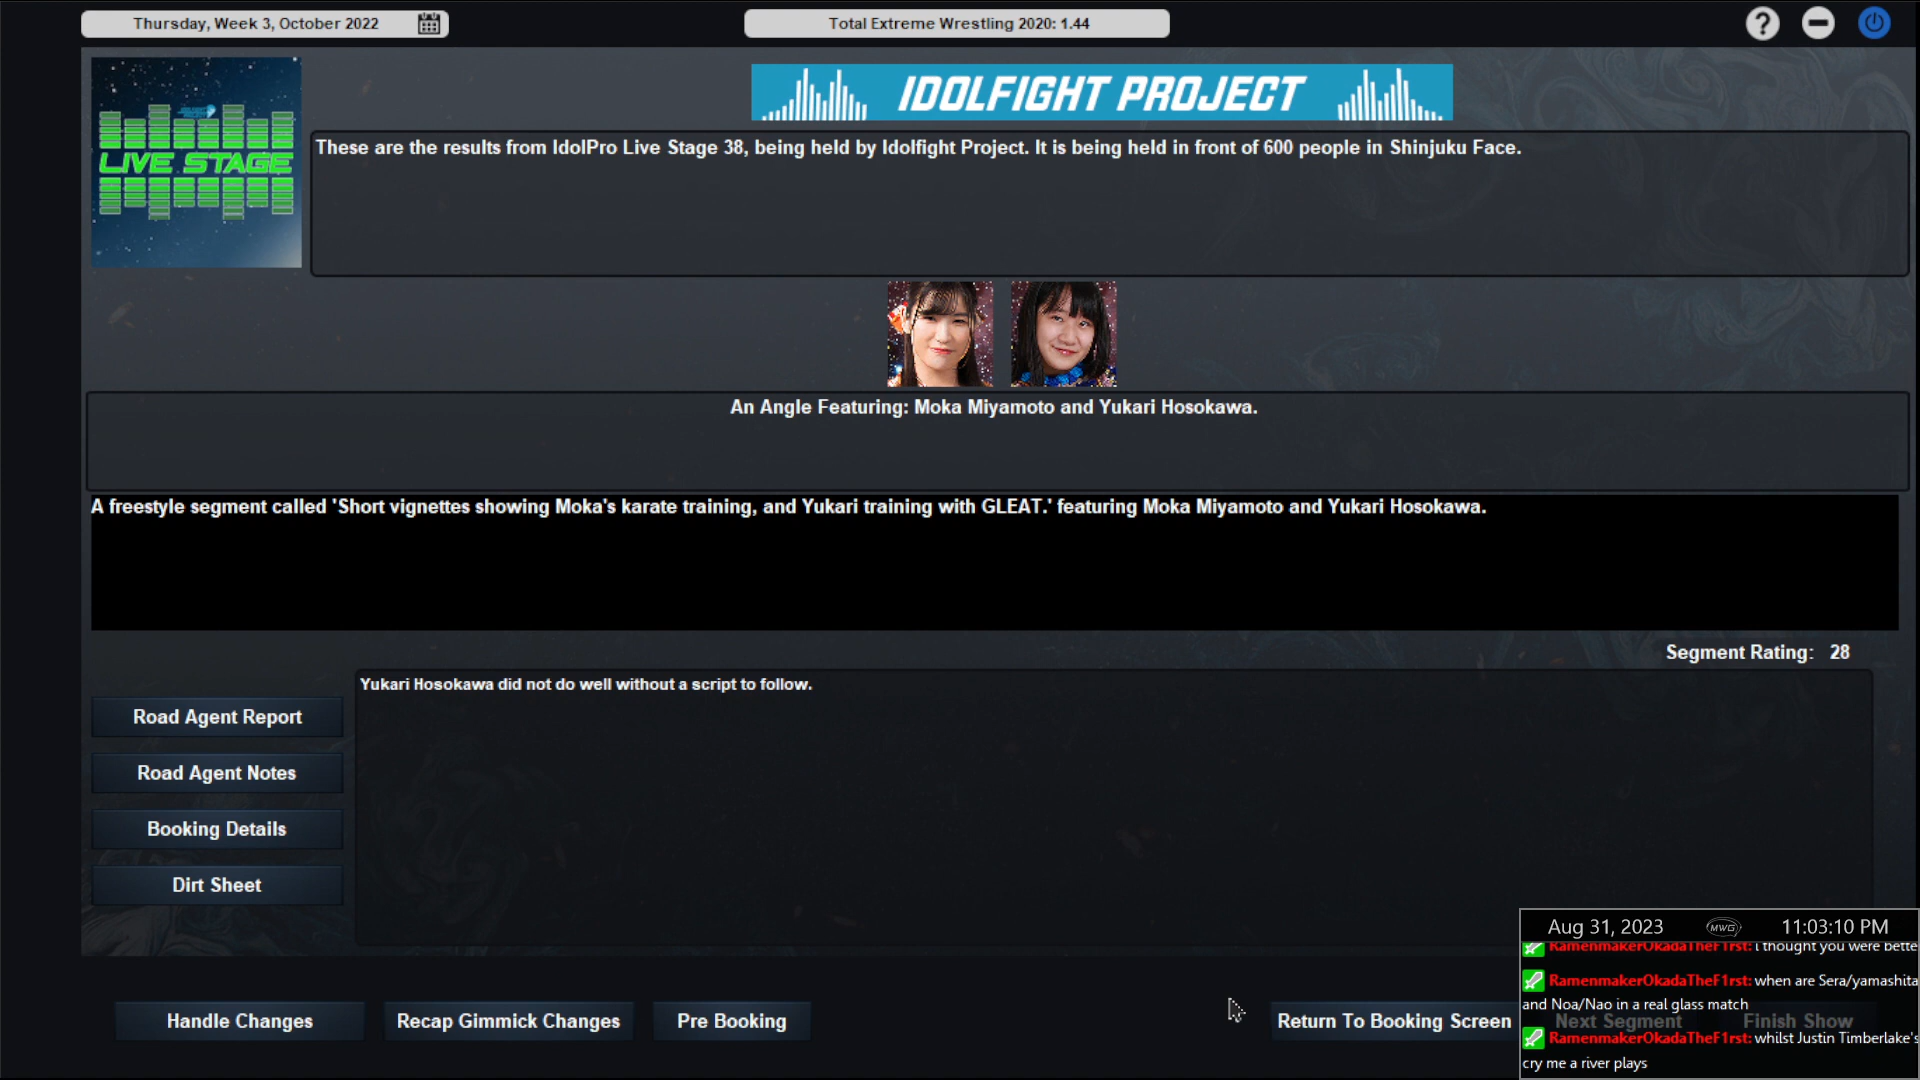 Thursday, Week 3, October 2022
Total Extreme Wrestling 2020: 1.44
?
LIVE STAGE
IDOLFIGHT PROJECT
These are the results from IdolPro Live Stage 38, being held by Idolfight Project. It is being held in front of 600 people in Shinjuku Face.
An Angle Featuring: Moka Miyamoto and Yukari Hosokawa.
A freestyle segment called 'Short vignettes showing Moka's karate training, and Yukari training with GLEAT.' featuring Moka Miyamoto and Yukari Hosokawa.
Segment Rating: 28
Yukari Hosokawa did not do well without a script to follow.
Road Agent Report
Road Agent Notes
Booking Details
Dirt Sheet
Handle Changes
Recap Gimmick Changes
Pre Booking
Return To Booking Screen
Next Segment
Finish Show
Aug 31, 2023
MWG
11:03:10 PM
RamenmakerOkadaTheF1rst: i thought you were bette
RamenmakerOkadaTheF1rst: when are Sera/yamashita
and Noa/Nao in a real glass match
RamenmakerOkadaTheF1rst: whilst Justin Timberlake's
cry me a river plays